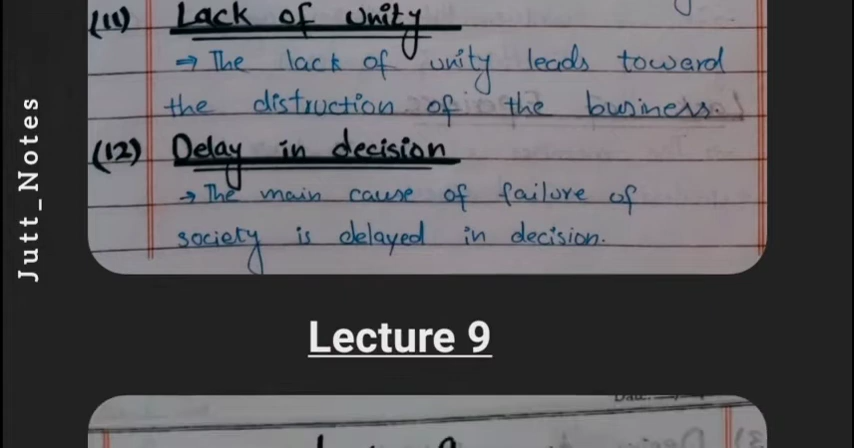 (11) Lack of unity
→ The lack of unity leads toward
the distruction of the business.
(12) Delay in decision
→ The main cause of failure of
society is delayed in decision.
Jutt_Notes
Lecture 9